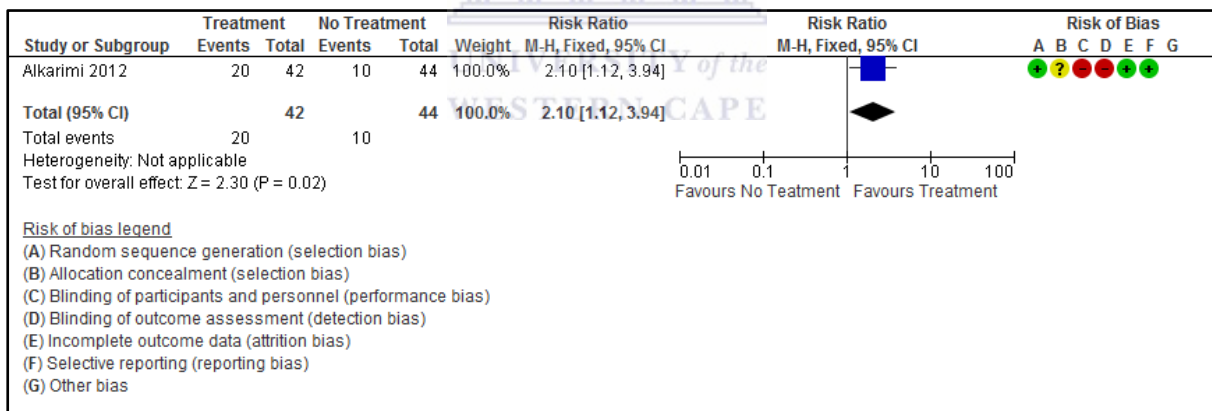 Treatment No Treatment Risk Ratio Risk Ratio Risk of Bias
Study or Subgroup Events Total Events Total Weight M-H, Fixed, 95% CI M-H, Fixed, 95% CI A B C D E F G
Alkarimi 2012 20 42 10 44 100.0% 2.10 [1.12, 3.94] + ? - - + +
Total (95% CI) 42 44 100.0% 2.10 [1.12, 3.94]
Total events 20 10
Heterogeneity: Not applicable
Test for overall effect: Z = 2.30 (P = 0.02)
0.01 0.1 1 10 100
Favours No Teatment Favours Treatment
Risk of bias legend
(A) Random sequence generation (selection bias)
(B) Allocation concealment (selection bias)
(C) Blinding of participants and personnel (performance bias)
(D) Blinding of outcome assessment (detection bias)
(E) Incomplete outcome data (attrition bias)
(F) Selective reporting (reporting bias)
(G) Other bias
UNIVERSITY of the
WESTERN CAPE